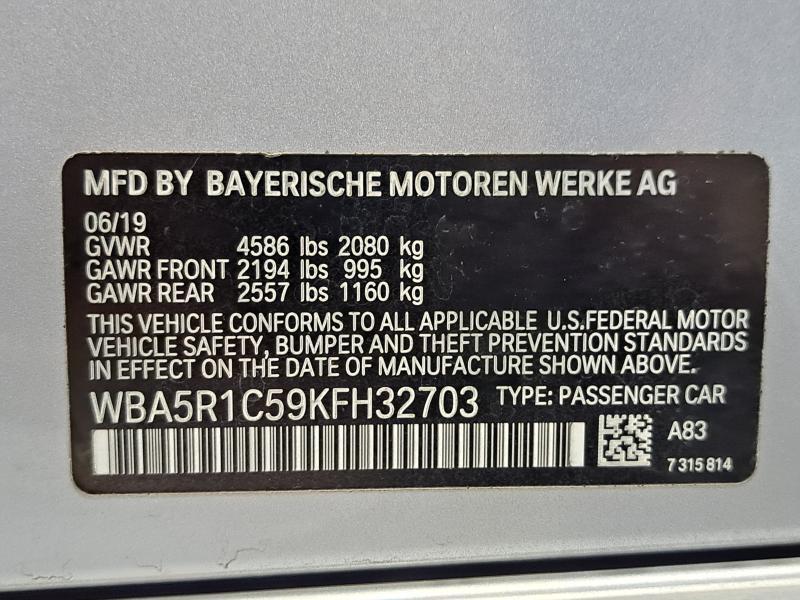 MFD BY BAYERISCHE MOTOREN WERKE AG
06/19
GVWR 4586 lbs 2080 kg
GAWR FRONT 2194 lbs 995 kg
GAWR REAR 2557 lbs 1160 kg
THIS VEHICLE CONFORMS TO ALL APPLICABLE U.S.FEDERAL MOTOR
VEHICLE SAFETY, BUMPER AND THEFT PREVENTION STANDARDS
IN EFFECT ON THE DATE OF MANUFACTURE SHOWN ABOVE.
WBA5R1C59KFH32703 TYPE: PASSENGER CAR
A83
7 315 814